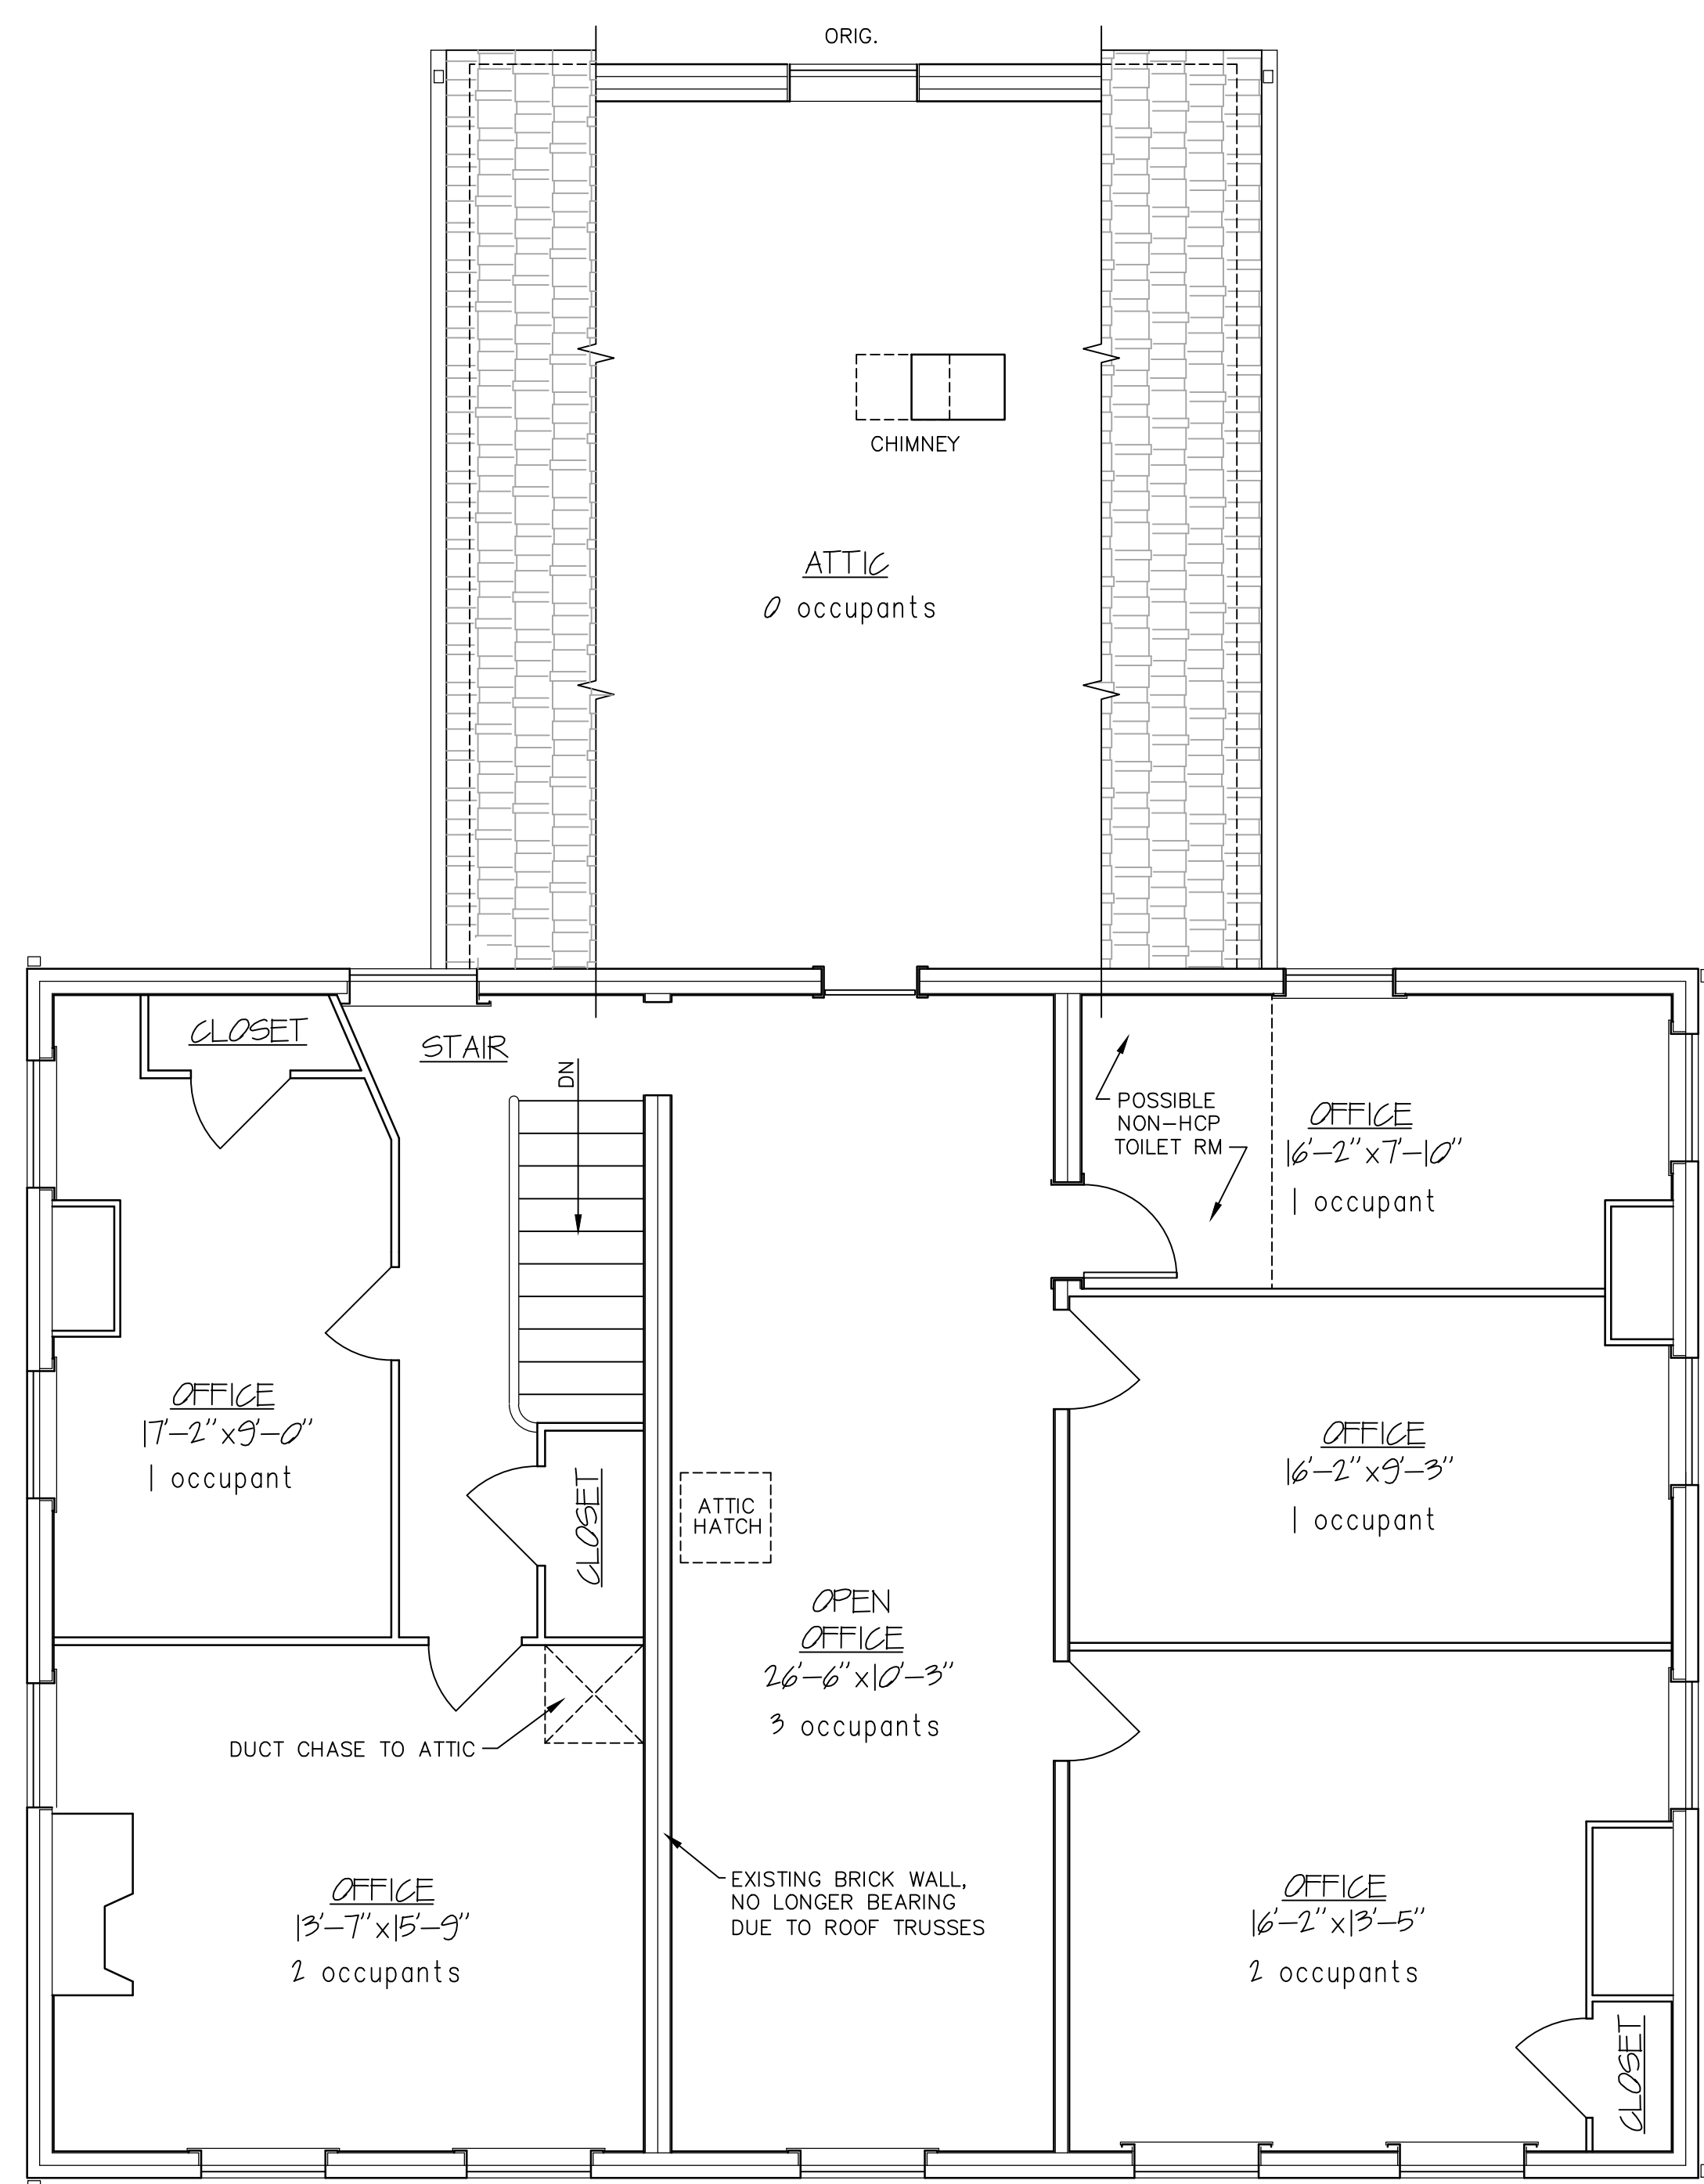 ORIG.
CHIMNEY
ATTIC
0 occupants
CLOSET
STAIR
DN
POSSIBLE
NON-HCP
TOILET RM
OFFICE
16'-2"x7'-10"
1 occupant
OFFICE
17'-2"x9'-0"
1 occupant
CLOSET
ATTIC
HATCH
OFFICE
16'-2"x9'-3"
1 occupant
OPEN
OFFICE
26'-6"x10'-3"
3 occupants
DUCT CHASE TO ATTIC
OFFICE
13'-7"x15'-9"
2 occupants
EXISTING BRICK WALL,
NO LONGER BEARING
DUE TO ROOF TRUSSES
OFFICE
16'-2"x13'-5"
2 occupants
CLOSET